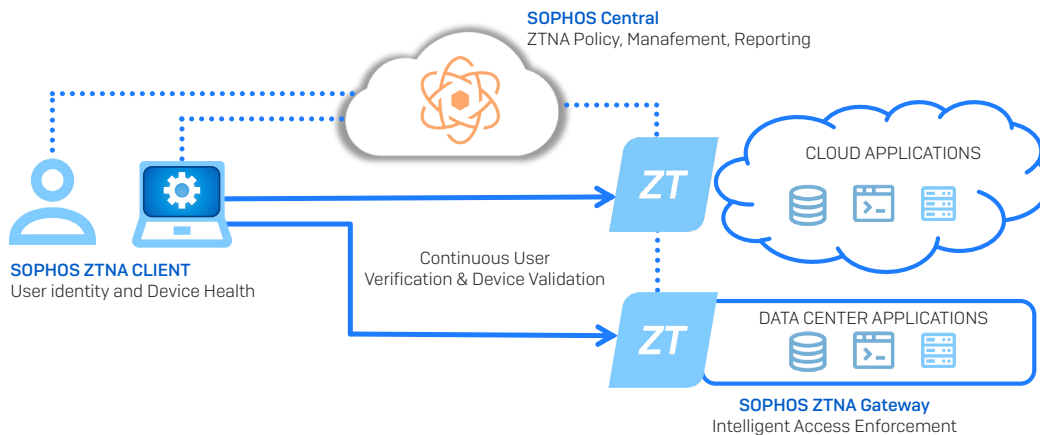 SOPHOS Central
ZTNA Policy, Manafement, Reporting
CLOUD APPLICATIONS
ZT
SOPHOS ZTNA CLIENT
User identity and Device Health
Continuous User
Verification & Device Validation
DATA CENTER APPLICATIONS
ZT
SOPHOS ZTNA Gateway
Intelligent Access Enforcement